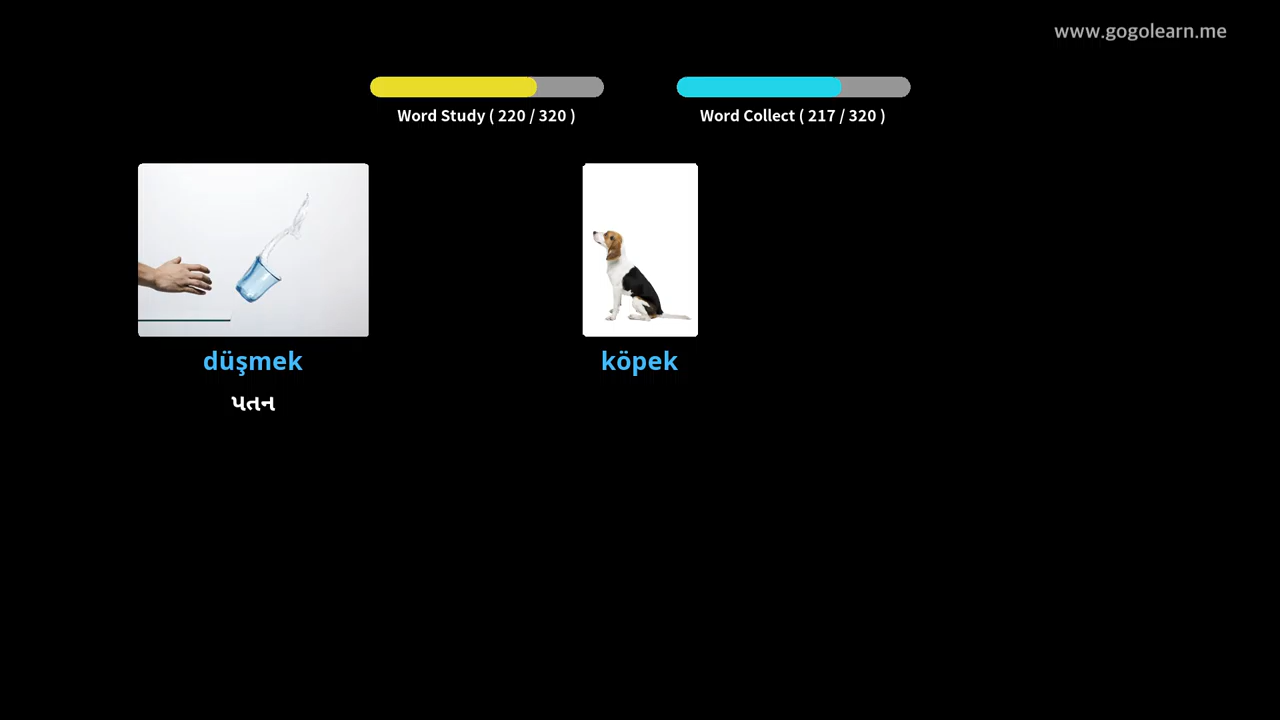 www.gogolearn.me
Word Study ( 220 / 320 )
Word Collect ( 217 / 320 )
düşmek
köpek
પતન